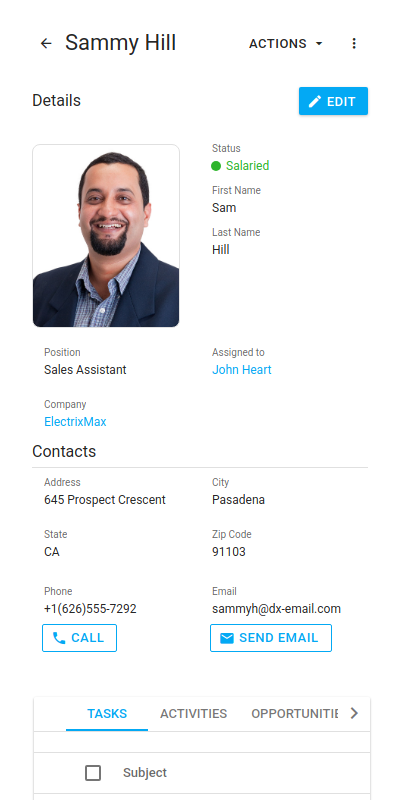 Sammy Hill
ACTIONS
Details
EDIT
Status
Salaried
First Name
Sam
Last Name
Hill
Position
Sales Assistant
Assigned to
John Heart
Company
ElectrixMax
Contacts
Address
645 Prospect Crescent
City
Pasadena
State
CA
Zip Code
91103
Phone
+1(626)555-7292
Email
sammyh@dx-email.com
CALL
SEND EMAIL
TASKS ACTIVITIES OPPORTUNITIE
Subject